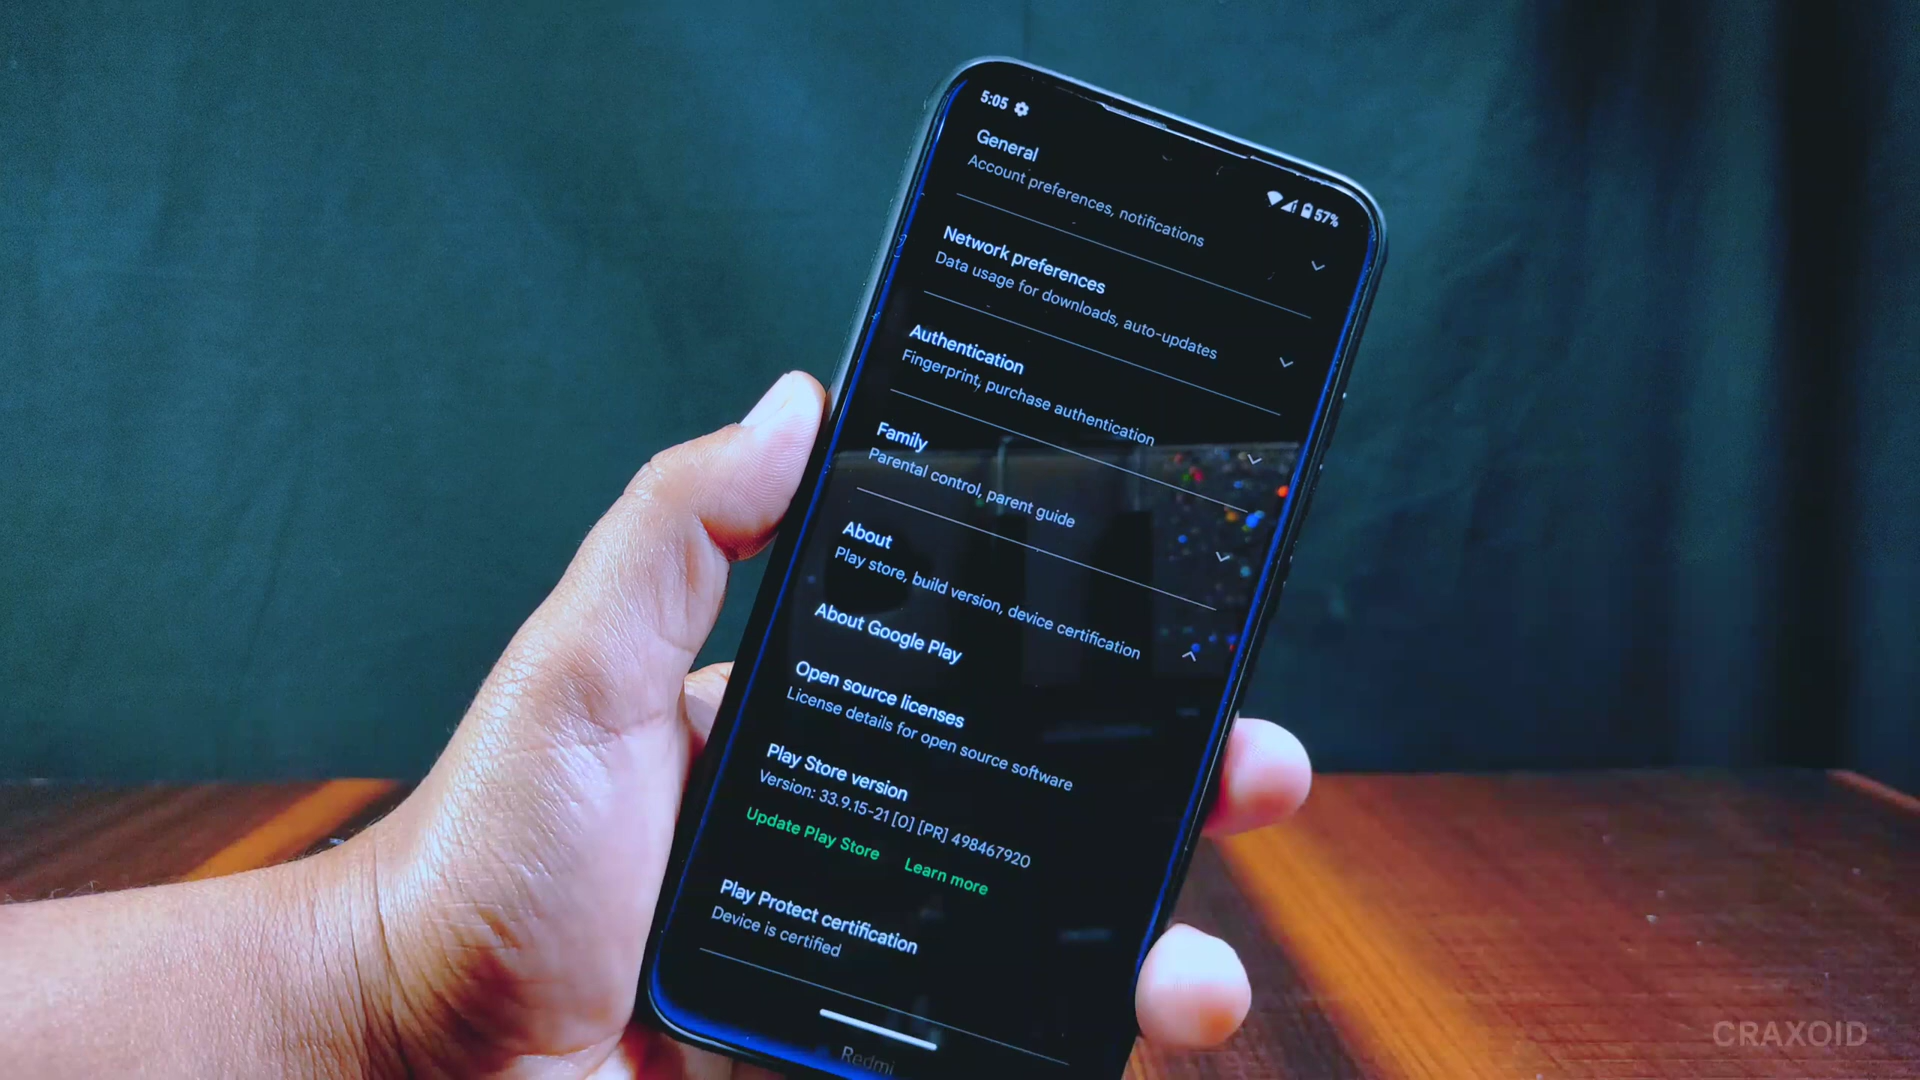 5:05
57%
General
Account preferences, notifications
Network preferences
Data usage for downloads, auto-updates
Authentication
Fingerprint, purchase authentication
Family
Parental control, parent guide
About
Play store, build version, device certification
About Google Play
Open source licenses
License details for open source software
Play Store version
Version: 33.9.15-21 [0] [PR] 498467920
Update Play Store Learn more
Play Protect certification
Device is certified
Redmi
CRAXOID